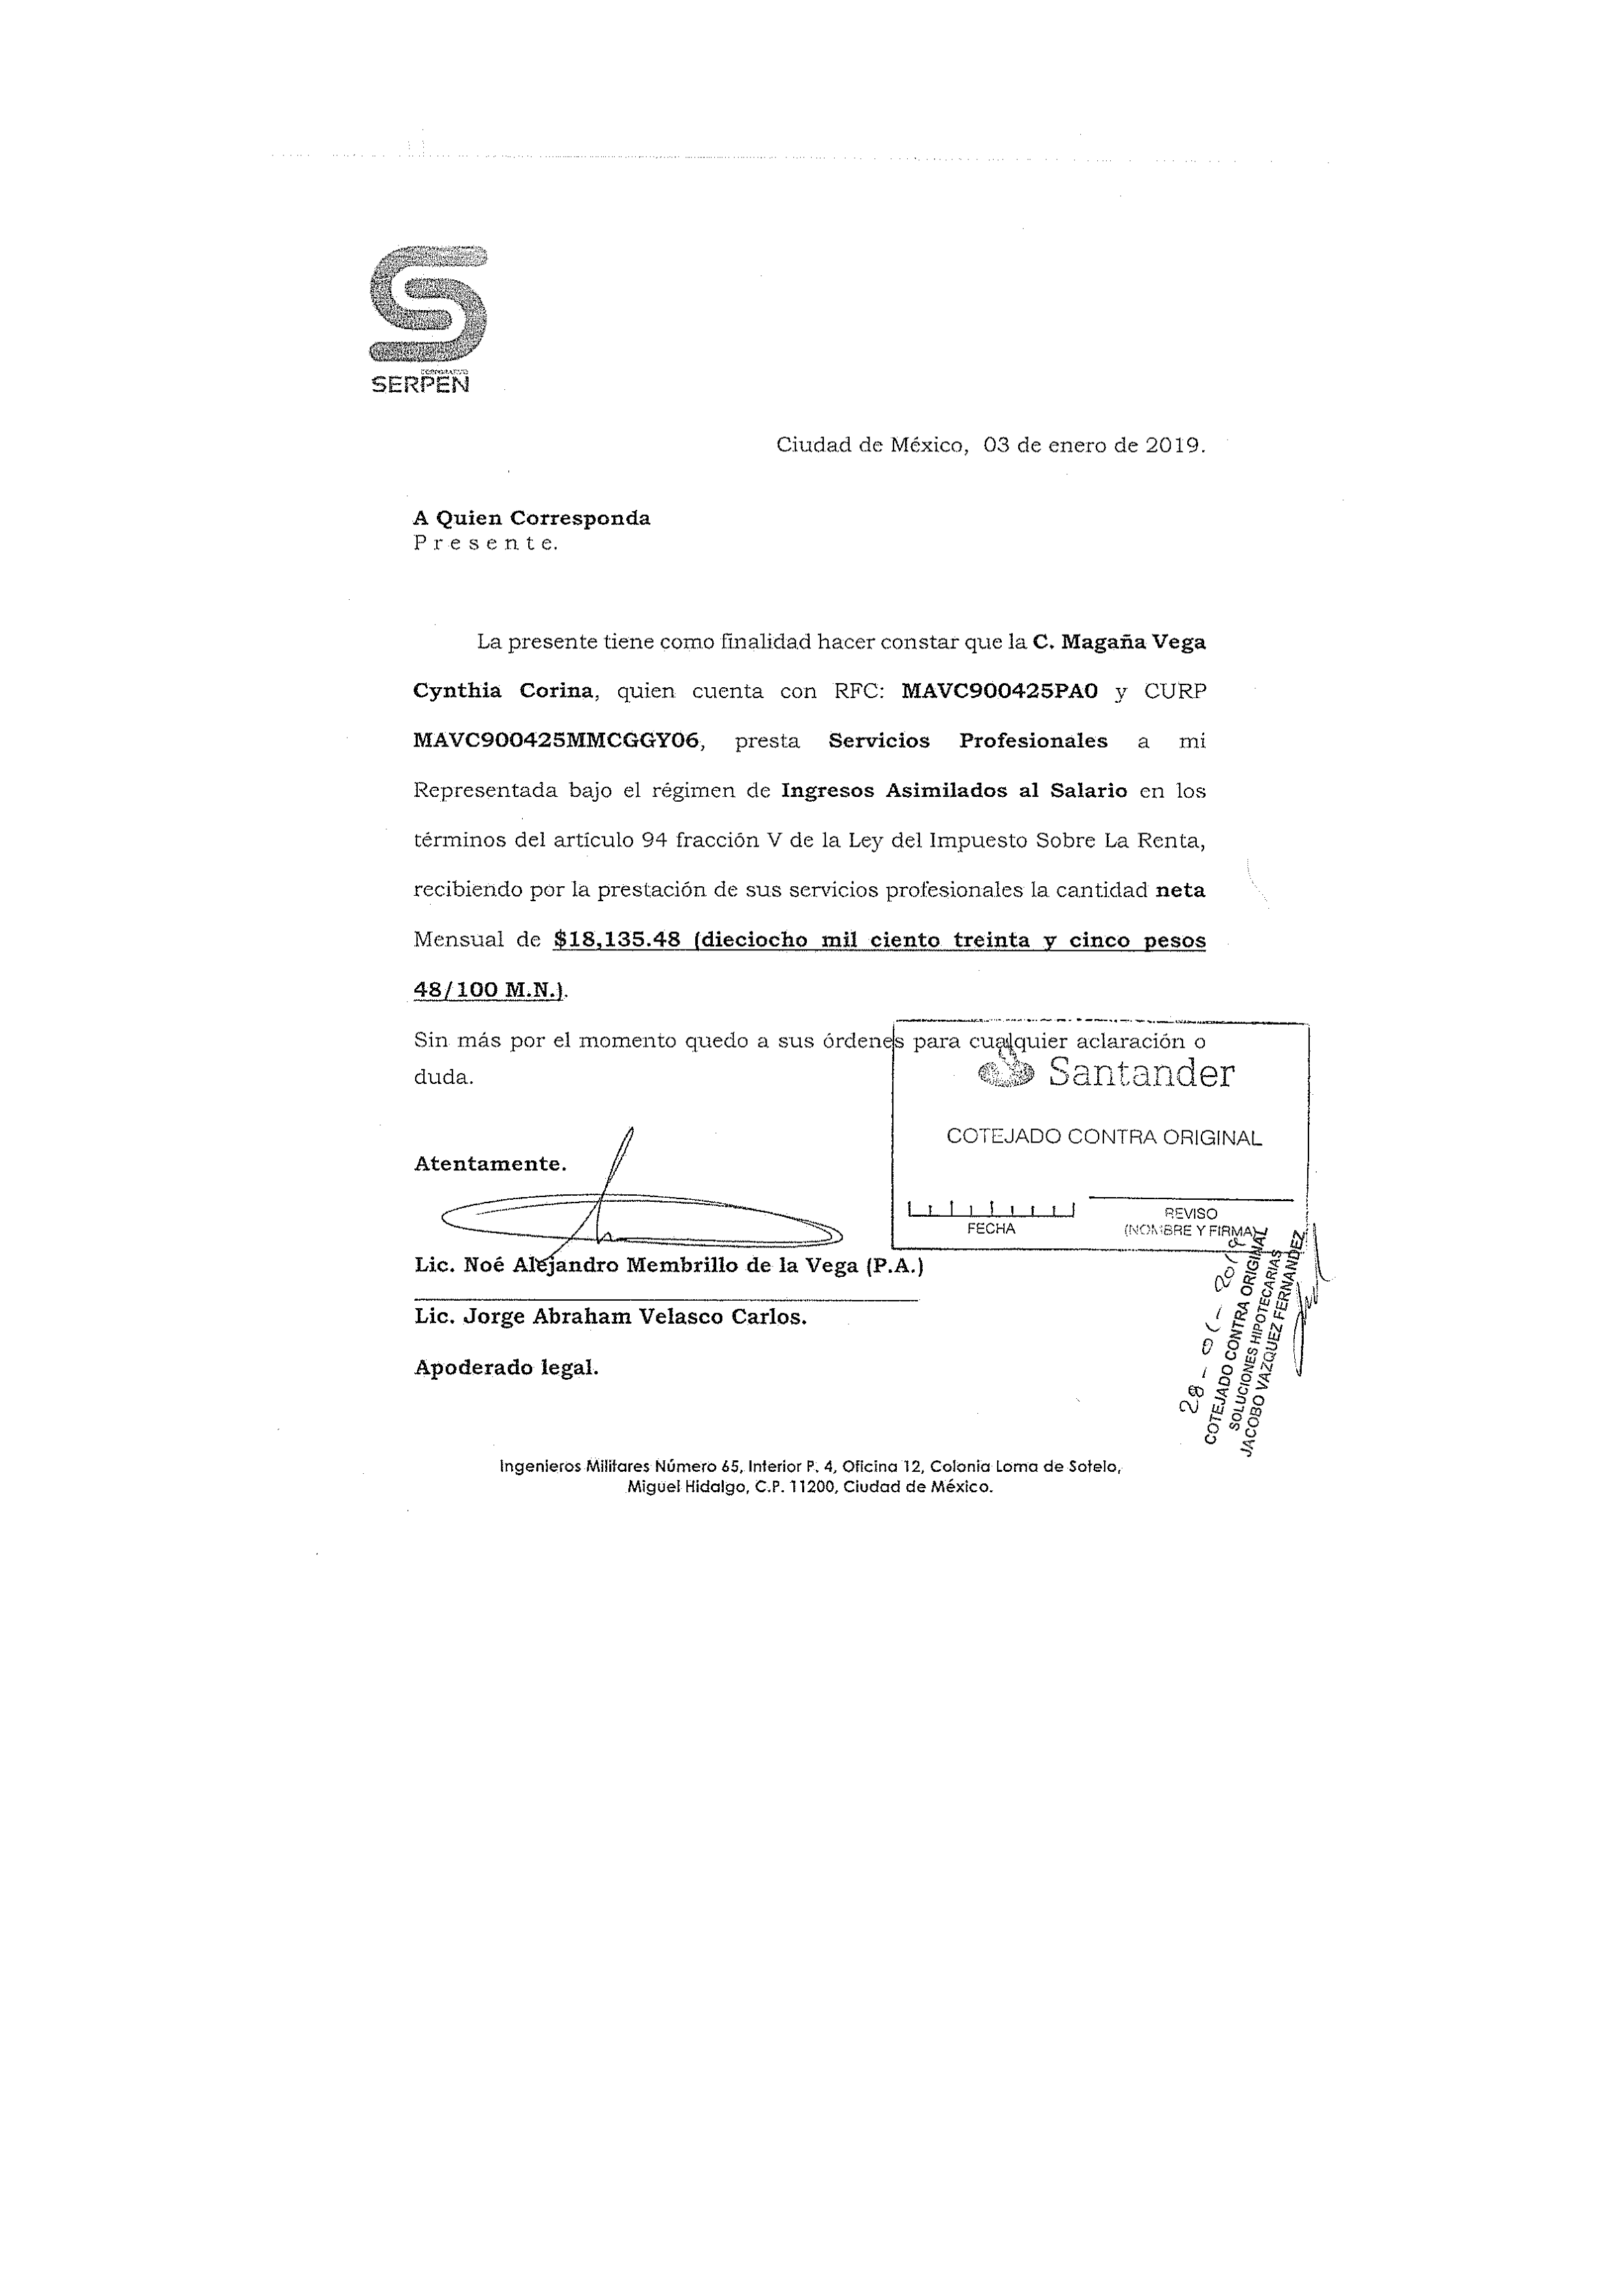 CORPORATIVO
SERPEN
Ciudad de México, 03 de enero de 2019.
A Quien Corresponda
P r e s e n t e.
La presente tiene como finalidad hacer constar que la C. Magaña Vega
Cynthia Corina, quien cuenta con RFC: MAVC900425PA0 y CURP
MAVC900425MMCGGY06, presta Servicios Profesionales a mi
Representada bajo el régimen de Ingresos Asimilados al Salario en los
términos del artículo 94 fracción V de la Ley del Impuesto Sobre La Renta,
recibiendo por la prestación de sus servicios profesionales la cantidad neta
Mensual de $18,135.48 (dieciocho mil ciento treinta y cinco pesos
48/100 M.N.).
Sin más por el momento quedo a sus órdenes para cualquier aclaración o
duda.
Santander
COTEJADO CONTRA ORIGINAL
FECHA
REVISO
(NOMBRE Y FIRMA)
Atentamente.
Lic. Noé Alejandro Membrillo de la Vega (P.A.)
Lic. Jorge Abraham Velasco Carlos.
Apoderado legal.
28-01-2019
COTEJADO CONTRA ORIGINAL
SOLUCIONES HIPOTECARIAS
JACOBO VAZQUEZ FERNANDEZ
Ingenieros Militares Número 65, Interior P. 4, Oficina 12, Colonia Loma de Sotelo,
Miguel Hidalgo, C.P. 11200, Ciudad de México.